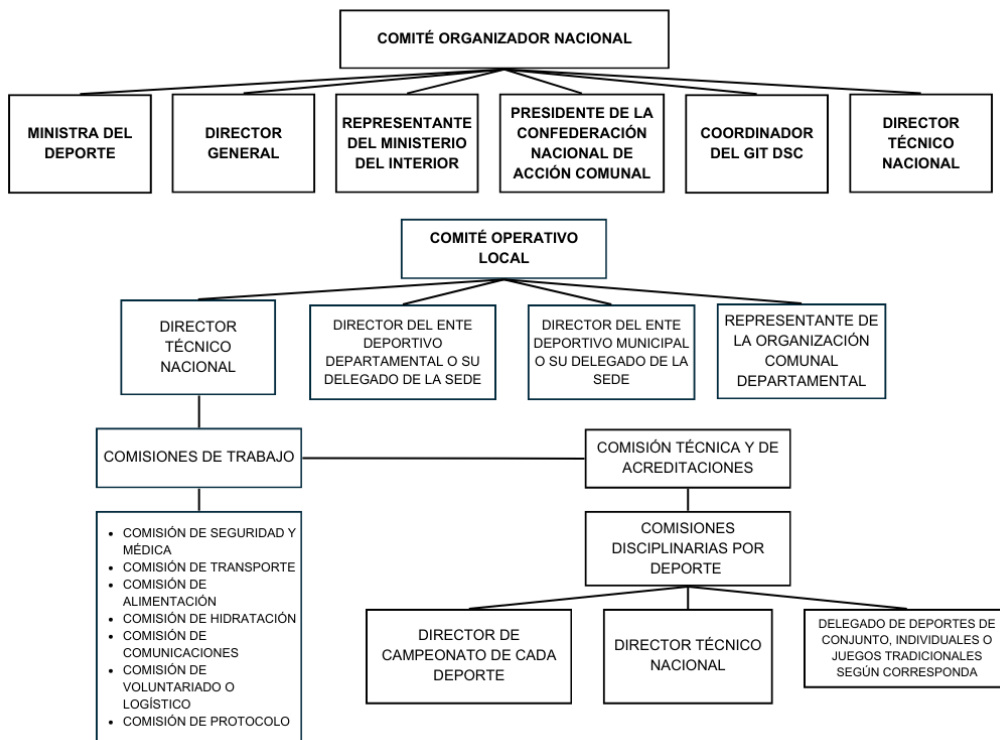 COMITÉ ORGANIZADOR NACIONAL
MINISTRA DEL
DEPORTE
DIRECTOR
GENERAL
REPRESENTANTE
DEL MINISTERIO
DEL INTERIOR
PRESIDENTE DE LA
CONFEDERACIÓN
NACIONAL DE
ACCIÓN COMUNAL
COORDINADOR
DEL GIT DSC
DIRECTOR
TÉCNICO
NACIONAL
COMITÉ OPERATIVO
LOCAL
DIRECTOR
TÉCNICO
NACIONAL
DIRECTOR DEL ENTE
DEPORTIVO
DEPARTAMENTAL O SU
DELEGADO DE LA SEDE
DIRECTOR DEL ENTE
DEPORTIVO MUNICIPAL
O SU DELEGADO DE LA
SEDE
REPRESENTANTE DE
LA ORGANIZACIÓN
COMUNAL
DEPARTAMENTAL
COMISIONES DE TRABAJO
COMISIÓN TÉCNICA Y DE
ACREDITACIONES
• COMISIÓN DE SEGURIDAD Y
MÉDICA
• COMISIÓN DE TRANSPORTE
• COMISIÓN DE
ALIMENTACIÓN
• COMISIÓN DE HIDRATACIÓN
• COMISIÓN DE
COMUNICACIONES
• COMISIÓN DE
VOLUNTARIADO O
LOGÍSTICO
• COMISIÓN DE PROTOCOLO
COMISIONES
DISCIPLINARIAS POR
DEPORTE
DIRECTOR DE
CAMPEONATO DE CADA
DEPORTE
DIRECTOR TÉCNICO
NACIONAL
DELEGADO DE DEPORTES DE
CONJUNTO, INDIVIDUALES O
JUEGOS TRADICIONALES
SEGÚN CORRESPONDA